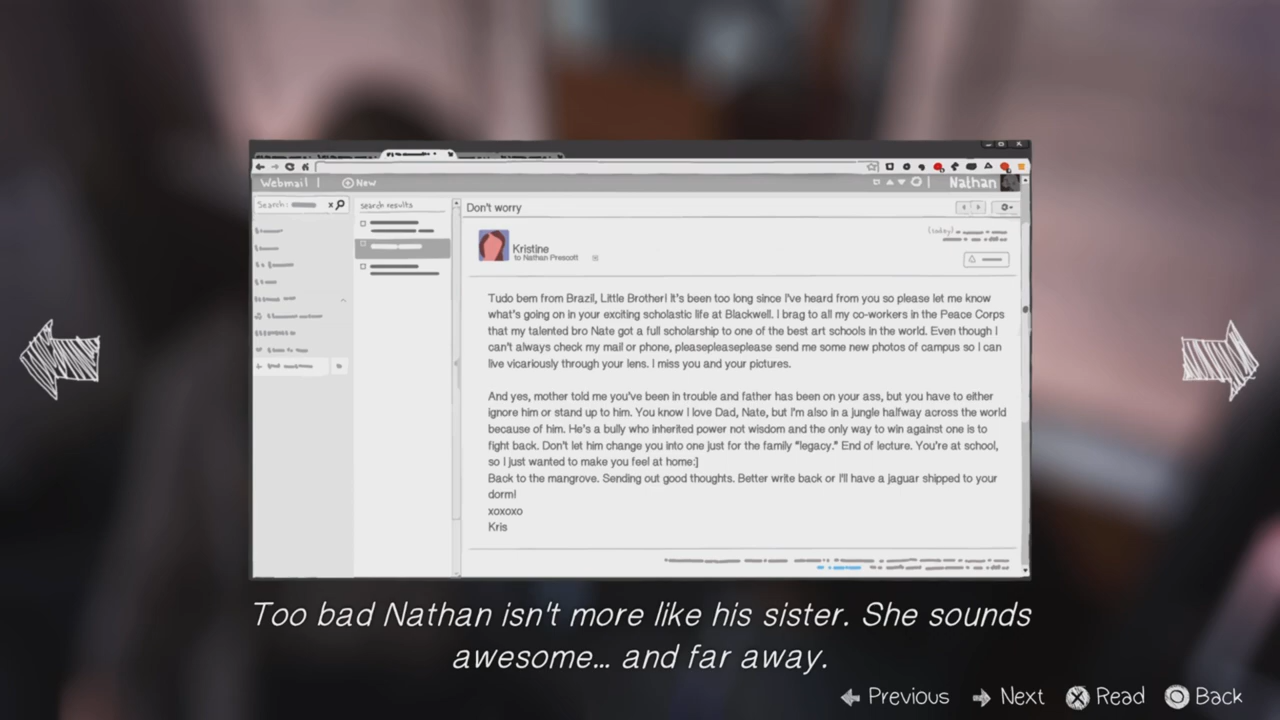 Webmail |
New
Nathan
Search:
x
search results
Don't worry
(today)
Kristine
to Nathan Prescott
Tudo bem from Brazil, Little Brother! It's been too long since I've heard from you so please let me know
what's going on in your exciting scholastic life at Blackwell. I brag to all my co-workers in the Peace Corps
that my talented bro Nate got a full scholarship to one of the best art schools in the world. Even though I
can't always check my mail or phone, pleasepleaseplease send me some new photos of campus so I can
live vicariously through your lens. I miss you and your pictures.
And yes, mother told me you've been in trouble and father has been on your ass, but you have to either
ignore him or stand up to him. You know I love Dad, Nate, but I'm also in a jungle halfway across the world
because of him. He's a bully who inherited power not wisdom and the only way to win against one is to
fight back. Don't let him change you into one just for the family "legacy." End of lecture. You're at school,
so I just wanted to make you feel at home:]
Back to the mangrove. Sending out good thoughts. Better write back or I'll have a jaguar shipped to your
dorm!
xoxoxo
Kris
Too bad Nathan isn't more like his sister. She sounds
awesome... and far away.
Previous Next Read Back